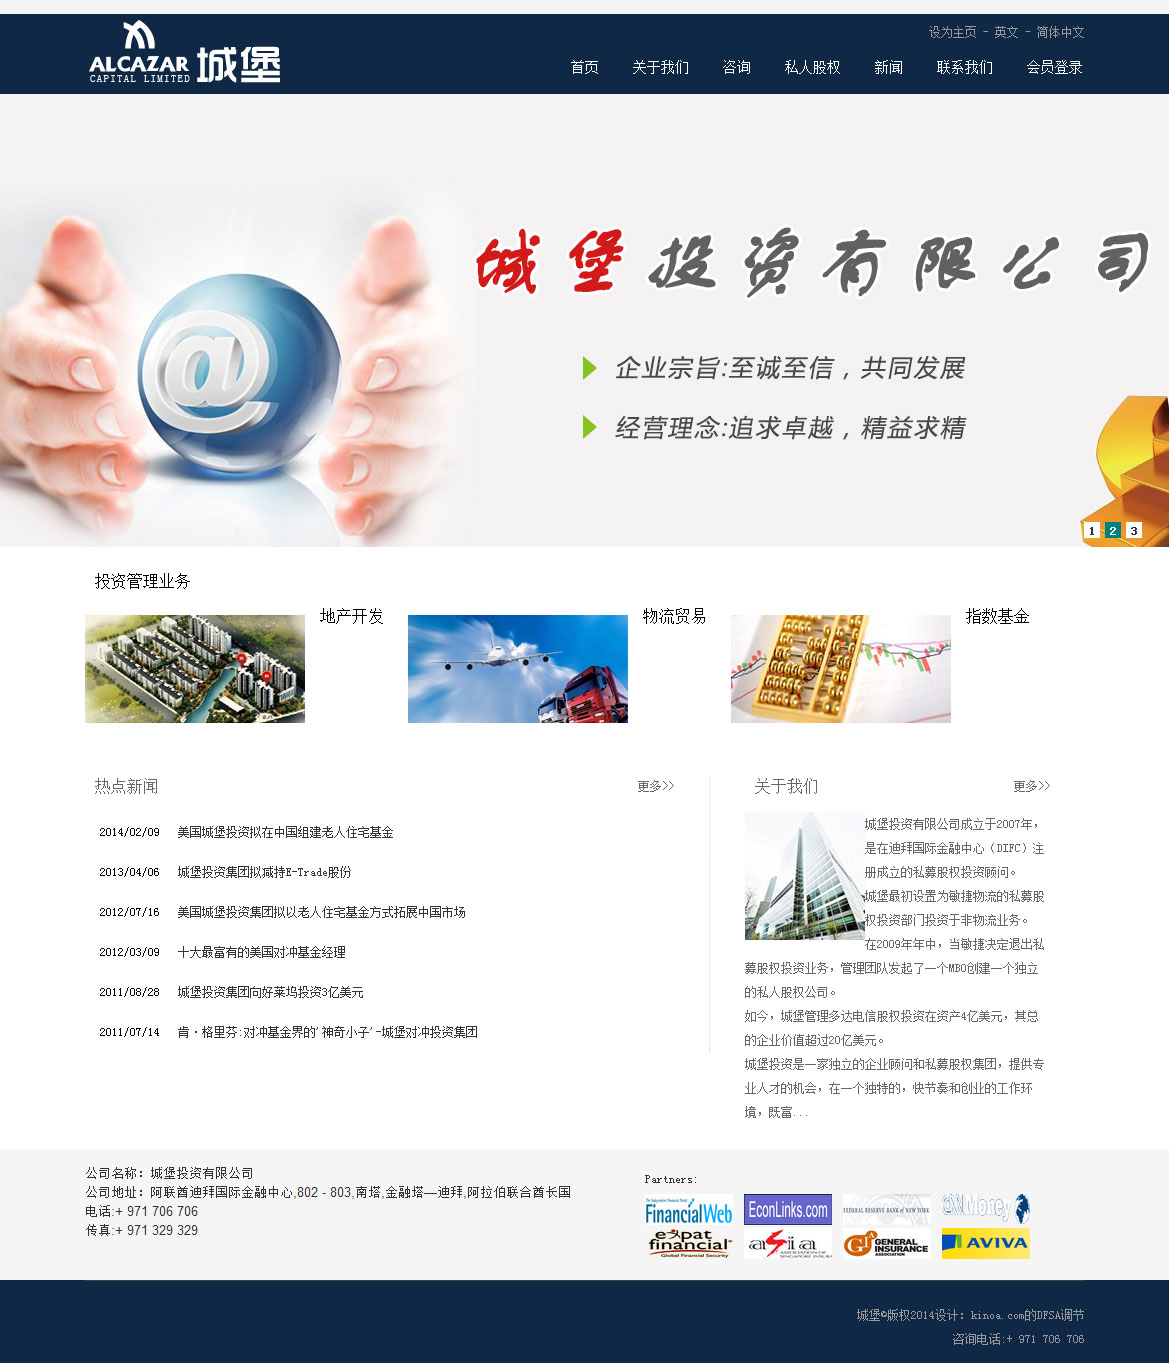 设为主页 - 英文 - 简体中文
ALCAZAR
CAPITAL LIMITED
城堡
首页 关于我们 咨询 私人股权 新闻 联系我们 会员登录
城堡投资有限公司
企业宗旨:至诚至信，共同发展
经营理念:追求卓越，精益求精
1 2 3
投资管理业务
地产开发 物流贸易 指数基金
热点新闻 更多>>
2014/02/09 美国城堡投资拟在中国组建老人住宅基金
2013/04/06 城堡投资集团拟减持E-Trade股份
2012/07/16 美国城堡投资集团拟以老人住宅基金方式拓展中国市场
2012/03/09 十大最富有的美国对冲基金经理
2011/08/28 城堡投资集团向好莱坞投资3亿美元
2011/07/14 肯·格里芬:对冲基金界的'神奇小子'-城堡对冲投资集团
关于我们 更多>>
城堡投资有限公司成立于2007年，
是在迪拜国际金融中心（DIFC）注
册成立的私募股权投资顾问。
城堡最初设置为敏捷物流的私募股
权投资部门投资于非物流业务。
在2009年年中，当敏捷决定退出私
募股权投资业务，管理团队发起了一个MBO创建一个独立
的私人股权公司。
如今，城堡管理多达电信股权投资在资产4亿美元，其总
的企业价值超过20亿美元。
城堡投资是一家独立的企业顾问和私募股权集团，提供专
业人才的机会，在一个独特的，快节奏和创业的工作环
境，既富...
公司名称：城堡投资有限公司
公司地址：阿联酋迪拜国际金融中心,802 - 803,南塔,金融塔—迪拜,阿拉伯联合酋长国
电话:+ 971 706 706
传真:+ 971 329 329
Partners:
FinancialWeb
EconLinks.com
FEDERAL RESERVE BANK of NEW YORK
CNNMoney
expat financial
Global Financial Security
asia
ASSOCIATION OF
SINGAPORE INSUR
GENERAL INSURANCE
ASSOCIATION
AVIVA
城堡©版权2014设计：kinoa.com的DFSA调节
咨询电话:+ 971 706 706